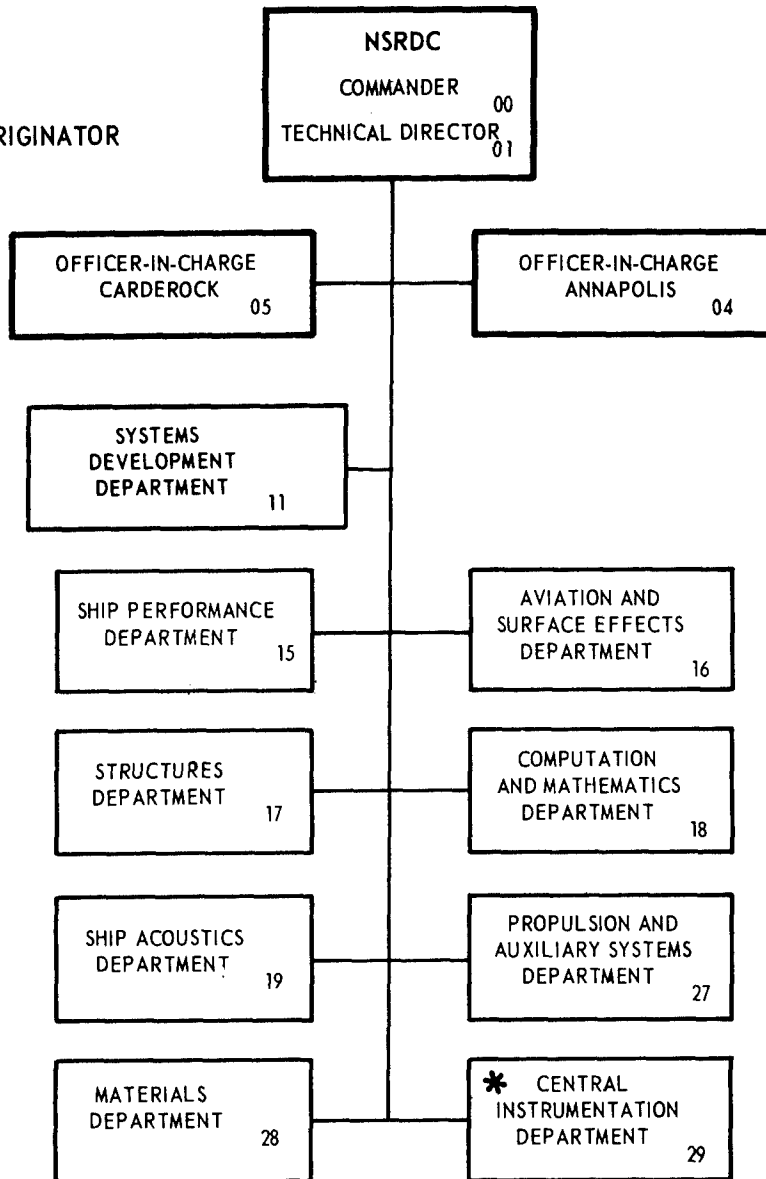 NSRDC
COMMANDER
00
TECHNICAL DIRECTOR
01
RIGINATOR
OFFICER-IN-CHARGE
CARDEROCK
05
OFFICER-IN-CHARGE
ANNAPOLIS
04
SYSTEMS
DEVELOPMENT
DEPARTMENT
11
SHIP PERFORMANCE
DEPARTMENT
15
AVIATION AND
SURFACE EFFECTS
DEPARTMENT
16
STRUCTURES
DEPARTMENT
17
COMPUTATION
AND MATHEMATICS
DEPARTMENT
18
SHIP ACOUSTICS
DEPARTMENT
19
PROPULSION AND
AUXILIARY SYSTEMS
DEPARTMENT
27
MATERIALS
DEPARTMENT
28
* CENTRAL
INSTRUMENTATION
DEPARTMENT
29